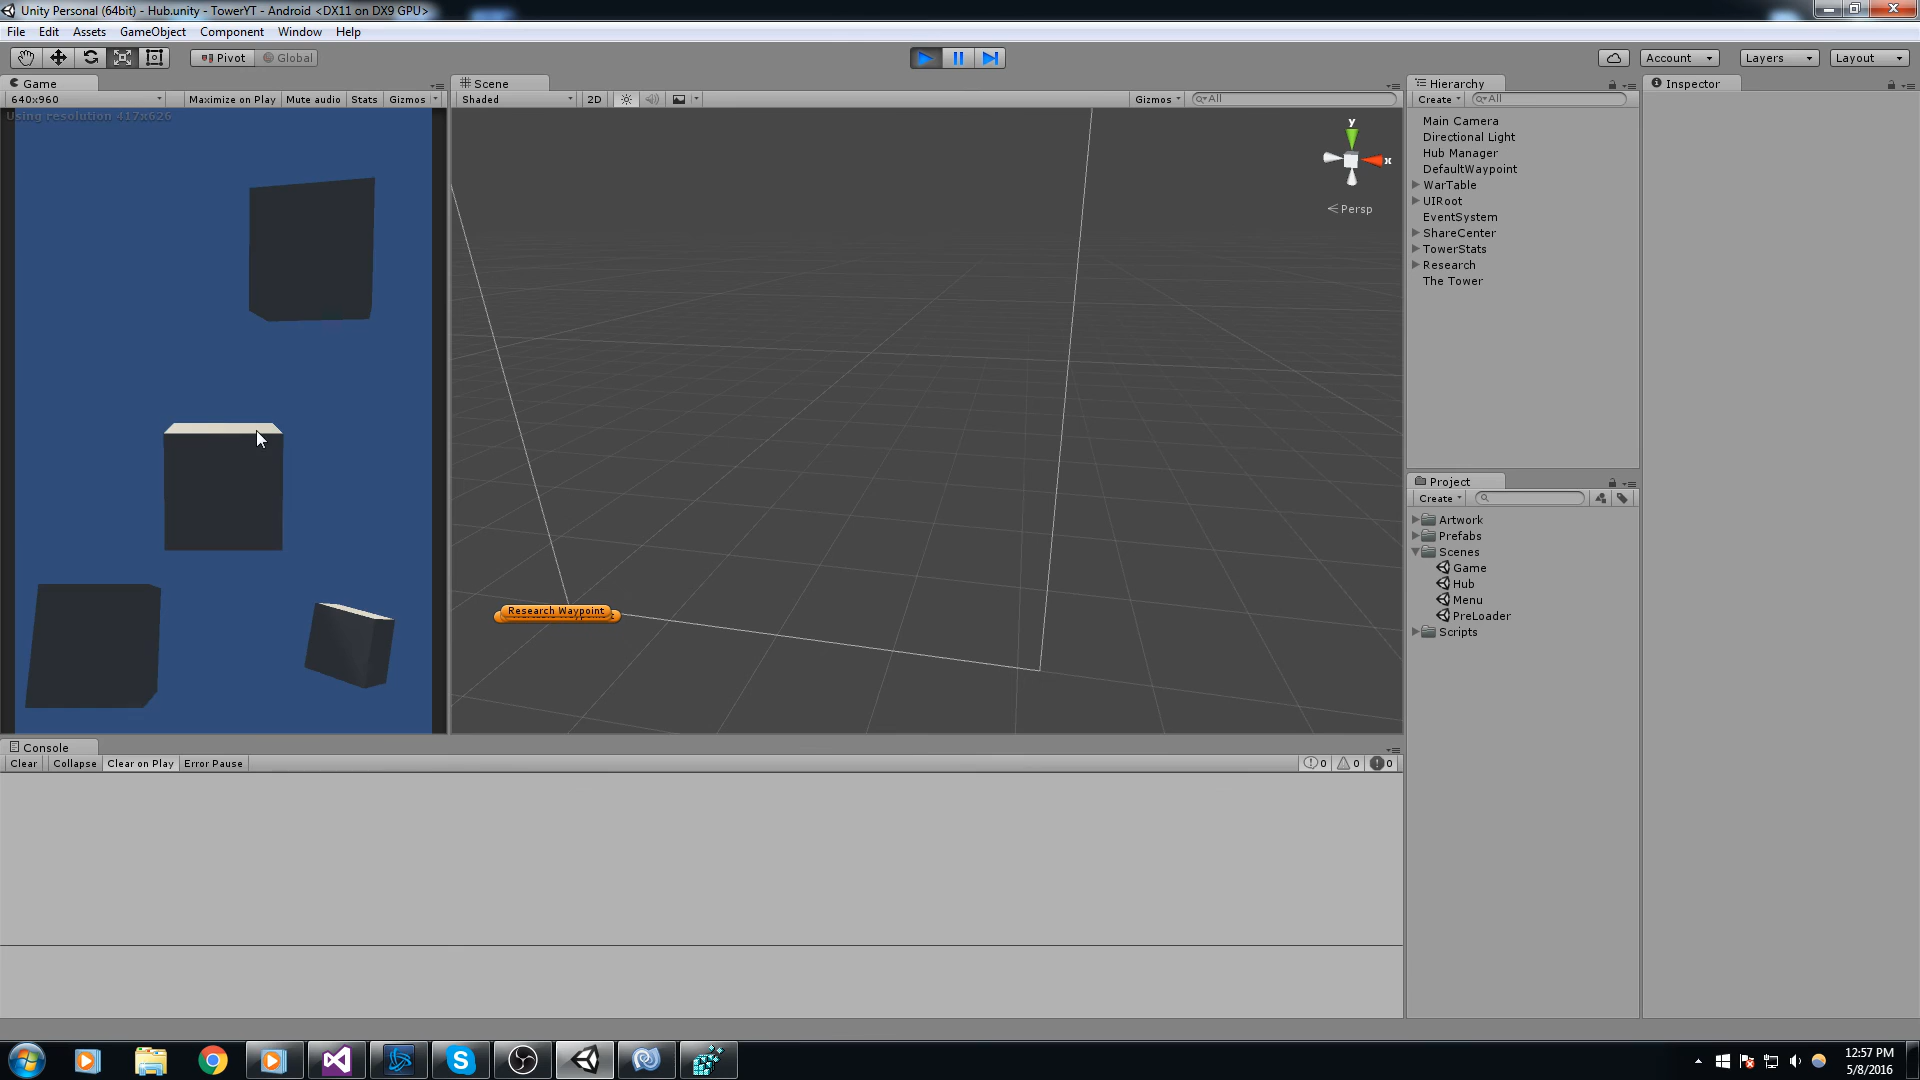 Unity Personal (64bit) - Hub.unity - TowerYT - Android <DX11 on DX9 GPU>
File Edit Assets GameObject Component Window Help
Pivot Global Account Layers Layout
Game
640x960 Maximize on Play Mute audio Stats Gizmos
Using resolution 417x626
Scene
Shaded 2D Gizmos All
y
x
Persp
Research Waypoint
Hierarchy
Create All
Main Camera
Directional Light
Hub Manager
DefaultWaypoint
WarTable
UIRoot
EventSystem
ShareCenter
TowerStats
Research
The Tower
Project
Create
Artwork
Prefabs
Scenes
Game
Hub
Menu
PreLoader
Scripts
Inspector
Console
Clear Collapse Clear on Play Error Pause 0 0 0
12:57 PM
5/8/2016